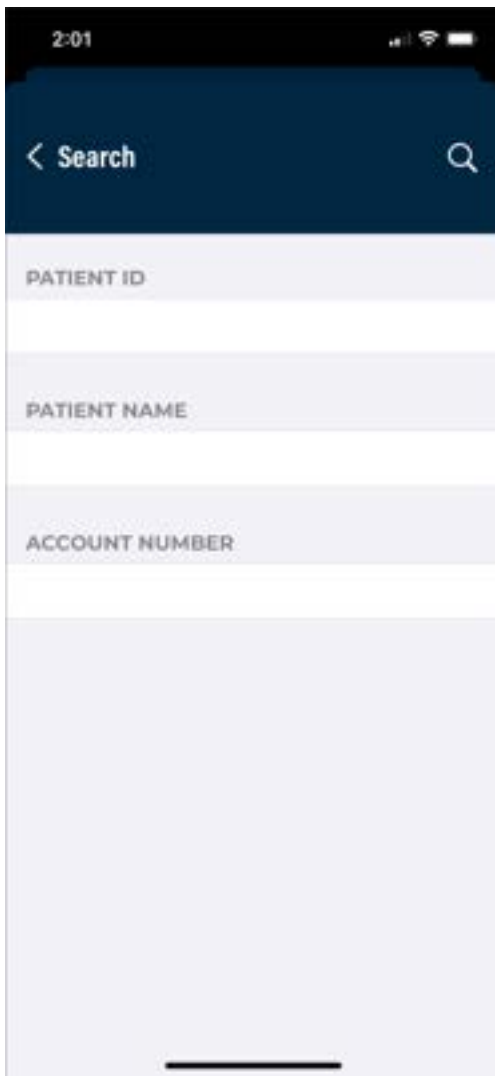 2:01
Search
PATIENT ID
PATIENT NAME
ACCOUNT NUMBER